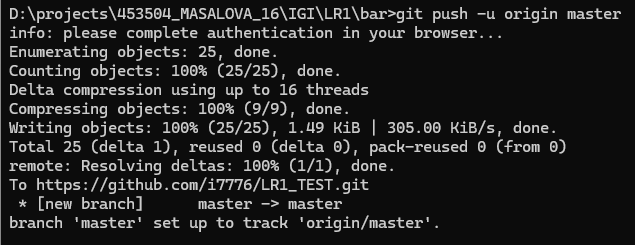 D:\projects\453504_MASALOVA_16\IGI\LR1\bar>git push -u origin master
info: please complete authentication in your browser...
Enumerating objects: 25, done.
Counting objects: 100% (25/25), done.
Delta compression using up to 16 threads
Compressing objects: 100% (9/9), done.
Writing objects: 100% (25/25), 1.49 KiB | 305.00 KiB/s, done.
Total 25 (delta 1), reused 0 (delta 0), pack-reused 0 (from 0)
remote: Resolving deltas: 100% (1/1), done.
To https://github.com/i7776/LR1_TEST.git
 * [new branch]      master -> master
branch 'master' set up to track 'origin/master'.